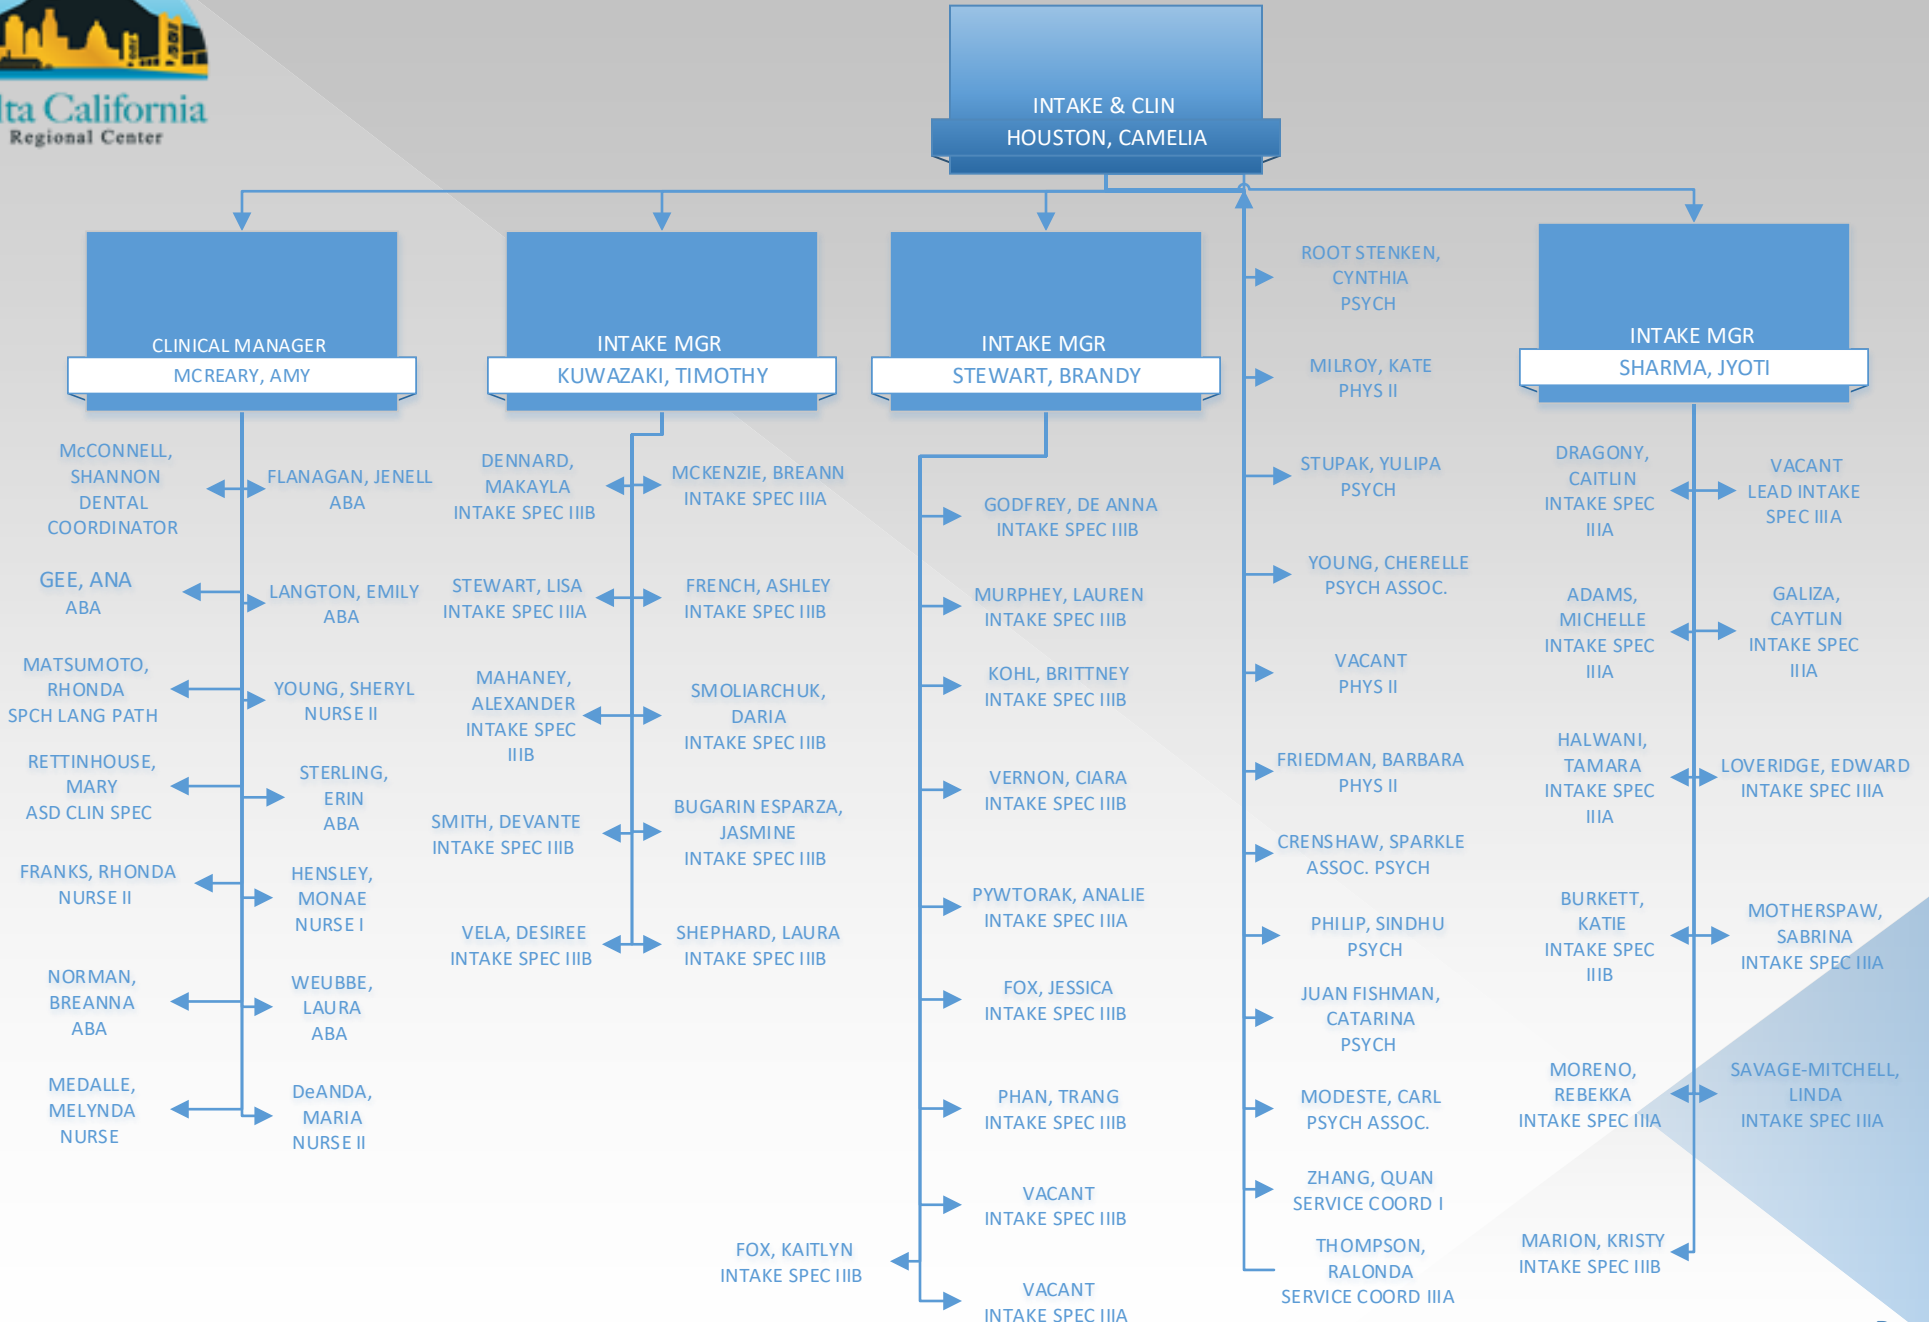 lta California
Regional Center
INTAKE & CLIN
HOUSTON, CAMELIA
CLINICAL MANAGER
MCREARY, AMY
McCONNELL,
SHANNON
DENTAL
COORDINATOR
FLANAGAN, JENELL
ABA
GEE, ANA
ABA
LANGTON, EMILY
ABA
MATSUMOTO,
RHONDA
SPCH LANG PATH
YOUNG, SHERYL
NURSE II
RETTINHOUSE,
MARY
ASD CLIN SPEC
STERLING,
ERIN
ABA
FRANKS, RHONDA
NURSE II
HENSLEY,
MONAE
NURSE I
NORMAN,
BREANNA
ABA
WEUBBE,
LAURA
ABA
MEDALLE,
MELYNDA
NURSE
DeANDA,
MARIA
NURSE II
INTAKE MGR
KUWAZAKI, TIMOTHY
DENNARD,
MAKAYLA
INTAKE SPEC IIIB
MCKENZIE, BREANN
INTAKE SPEC IIIA
STEWART, LISA
INTAKE SPEC IIIA
FRENCH, ASHLEY
INTAKE SPEC IIIB
MAHANEY,
ALEXANDER
INTAKE SPEC
IIIB
SMOLIARCHUK,
DARIA
INTAKE SPEC IIIB
SMITH, DEVANTE
INTAKE SPEC IIIB
BUGARIN ESPARZA,
JASMINE
INTAKE SPEC IIIB
VELA, DESIREE
INTAKE SPEC IIIB
SHEPHARD, LAURA
INTAKE SPEC IIIB
INTAKE MGR
STEWART, BRANDY
GODFREY, DE ANNA
INTAKE SPEC IIIB
MURPHEY, LAUREN
INTAKE SPEC IIIB
KOHL, BRITTNEY
INTAKE SPEC IIIB
VERNON, CIARA
INTAKE SPEC IIIB
PYWTORAK, ANALIE
INTAKE SPEC IIIA
FOX, JESSICA
INTAKE SPEC IIIB
PHAN, TRANG
INTAKE SPEC IIIB
VACANT
INTAKE SPEC IIIB
FOX, KAITLYN
INTAKE SPEC IIIB
VACANT
INTAKE SPEC IIIA
ROOT STENKEN,
CYNTHIA
PSYCH
MILROY, KATE
PHYS II
STUPAK, YULIPA
PSYCH
YOUNG, CHERELLE
PSYCH ASSOC.
VACANT
PHYS II
FRIEDMAN, BARBARA
PHYS II
CRENSHAW, SPARKLE
ASSOC. PSYCH
PHILIP, SINDHU
PSYCH
JUAN FISHMAN,
CATARINA
PSYCH
MODESTE, CARL
PSYCH ASSOC.
ZHANG, QUAN
SERVICE COORD I
THOMPSON,
RALONDA
SERVICE COORD IIIA
INTAKE MGR
SHARMA, JYOTI
DRAGONY,
CAITLIN
INTAKE SPEC
IIIA
VACANT
LEAD INTAKE
SPEC IIIA
ADAMS,
MICHELLE
INTAKE SPEC
IIIA
GALIZA,
CAYTLIN
INTAKE SPEC
IIIA
HALWANI,
TAMARA
INTAKE SPEC
IIIA
LOVERIDGE, EDWARD
INTAKE SPEC IIIA
BURKETT,
KATIE
INTAKE SPEC
IIIB
MOTHERSPAW,
SABRINA
INTAKE SPEC IIIA
MORENO,
REBEKKA
INTAKE SPEC IIIA
SAVAGE-MITCHELL,
LINDA
INTAKE SPEC IIIA
MARION, KRISTY
INTAKE SPEC IIIB